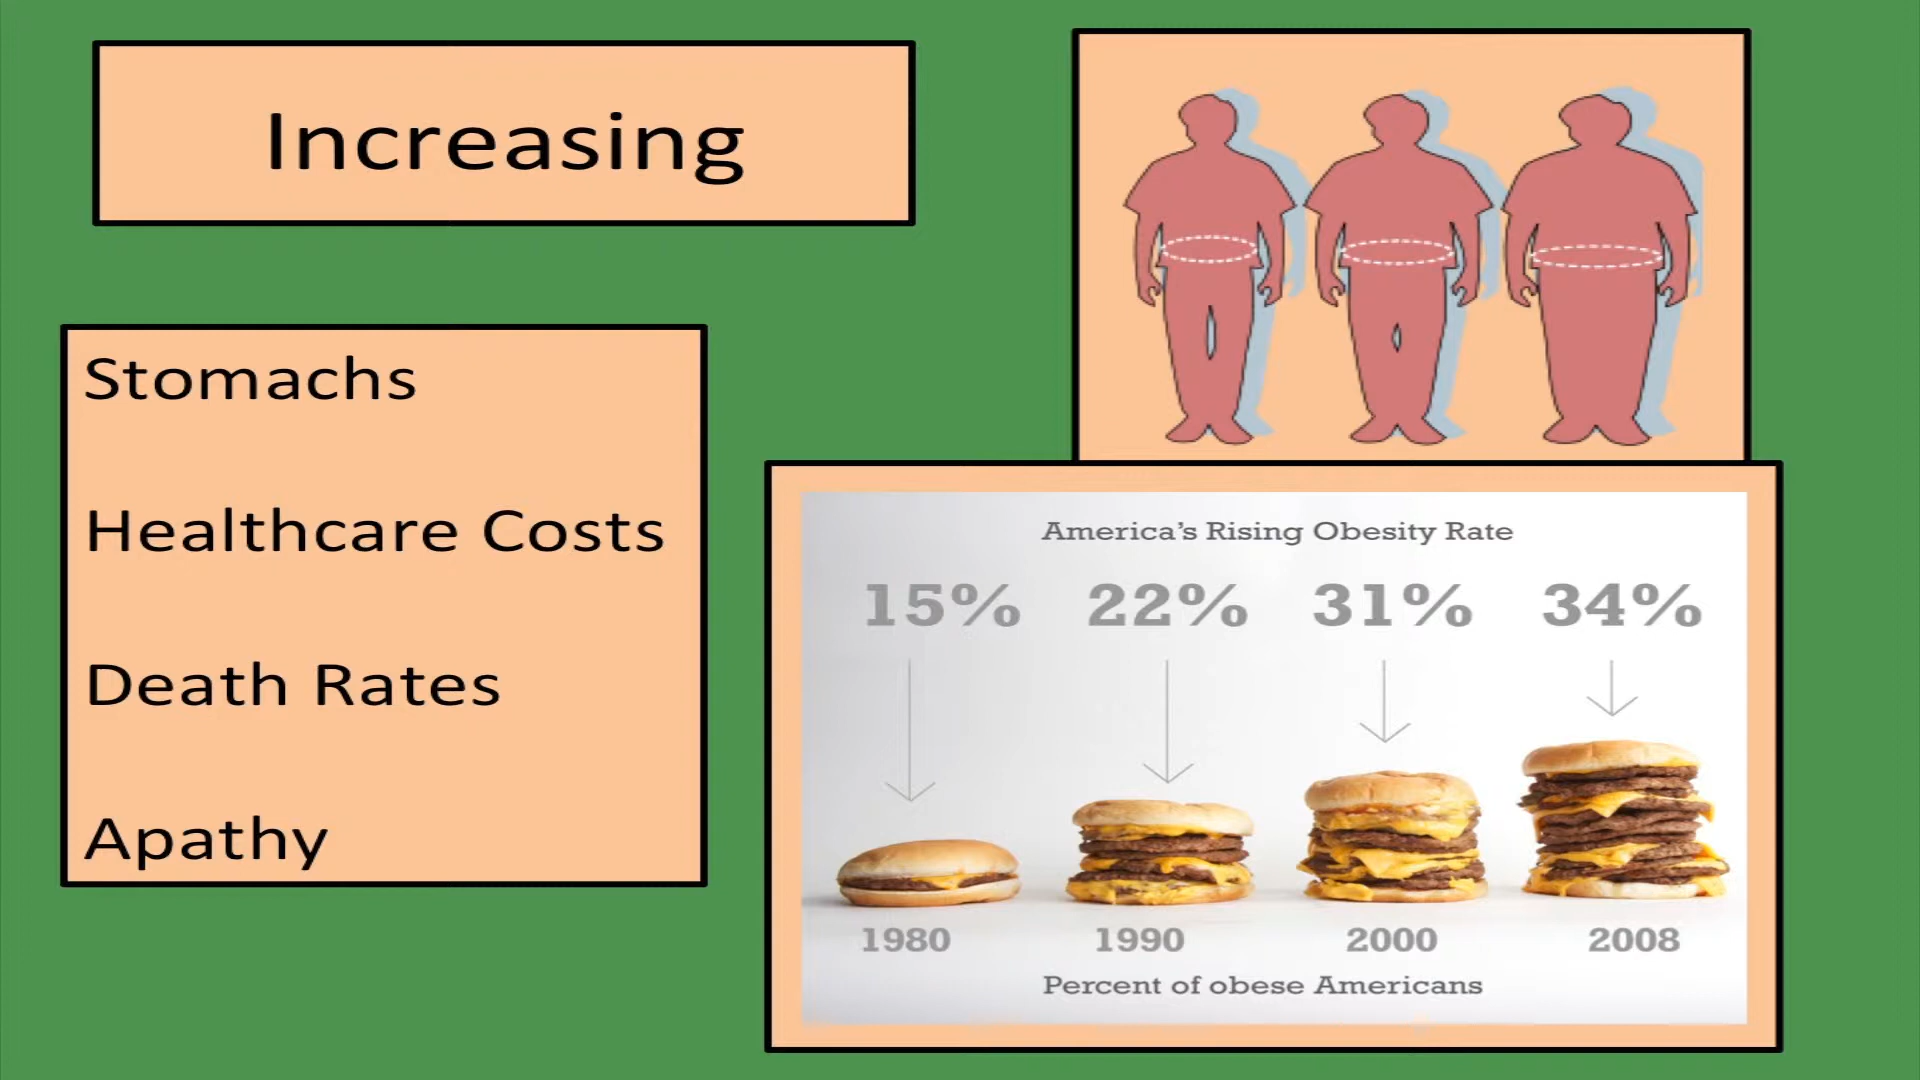 Increasing
Stomachs
Healthcare Costs
Death Rates
Apathy
America's Rising Obesity Rate
15% 22% 31% 34%
1980 1990 2000 2008
Percent of obese Americans